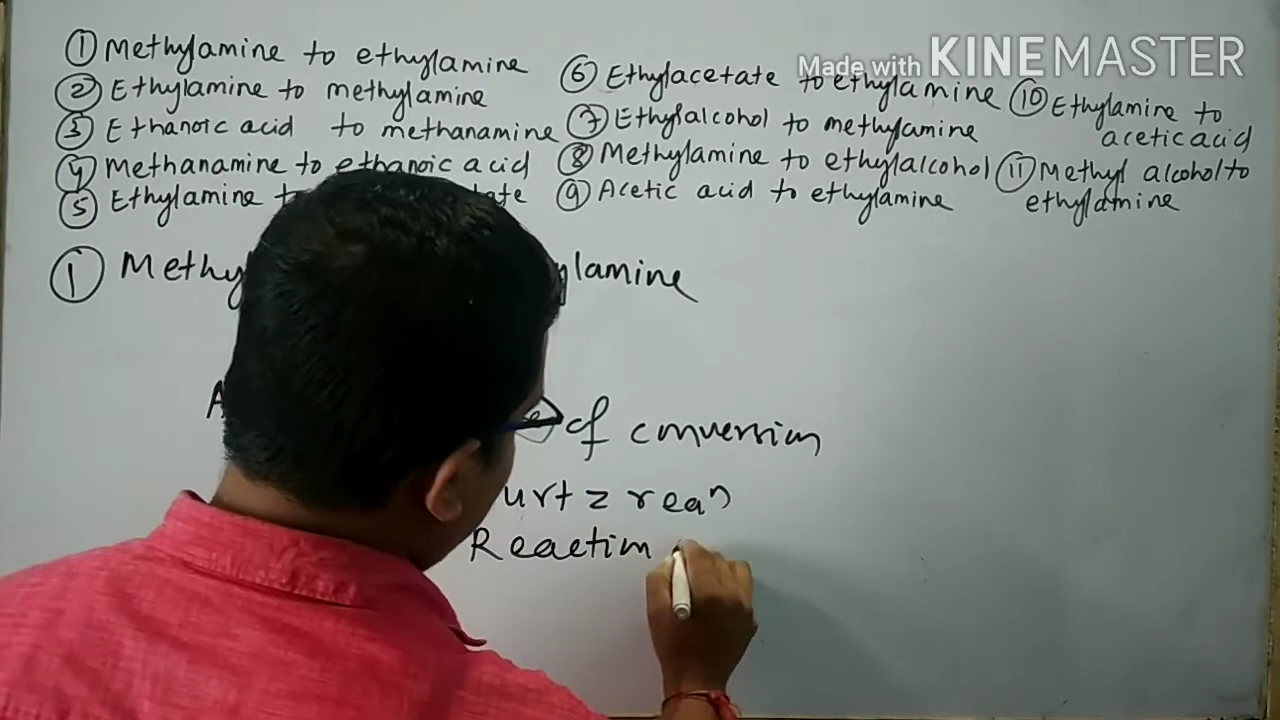 ① Methylamine to ethylamine
② Ethylamine to methylamine
③ Ethanoic acid to methanamine
④ Methanamine to ethanoic acid
⑤ Ethylamine
⑥ Ethylacetate to ethylamine
⑦ Ethylalcohol to methylamine
⑧ Methylamine to ethylalcohol
⑨ Acetic acid to ethylamine
⑩ Ethylamine to
acetic acid
⑪ Methyl alcohol to
ethylamine
Made with KINEMASTER
① Methy ylamine
of conversion
urtz rean
Reaction